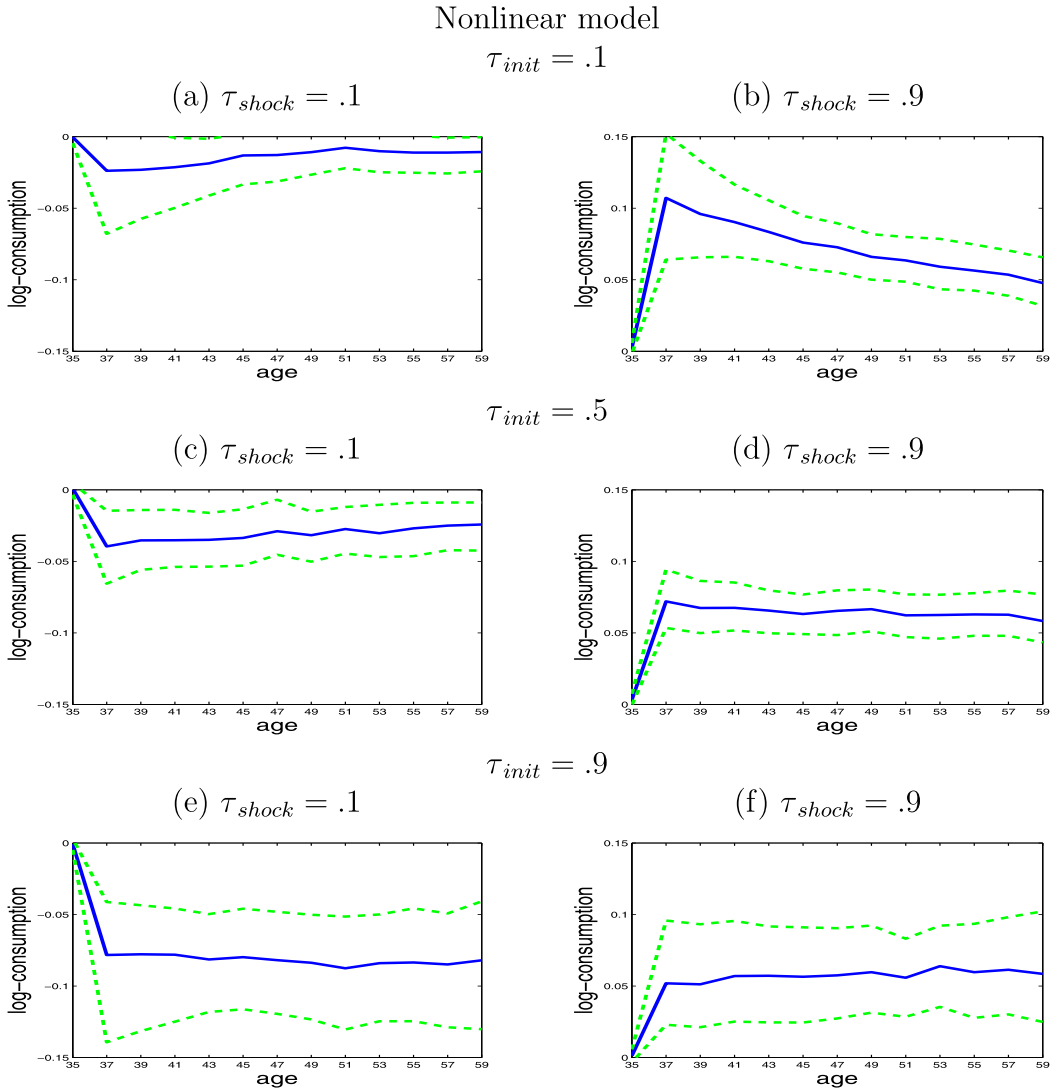 Nonlinear model
τ_init = .1
(a) τ_shock = .1
(b) τ_shock = .9
0
−0.05
−0.1
−0.15
log−consumption
35 37 39 41 43 45 47 49 51 53 55 57 59
age
0.15
0.1
0.05
0
log−consumption
35 37 39 41 43 45 47 49 51 53 55 57 59
age
τ_init = .5
(c) τ_shock = .1
(d) τ_shock = .9
0
−0.05
−0.1
−0.15
log−consumption
35 37 39 41 43 45 47 49 51 53 55 57 59
age
0.15
0.1
0.05
0
log−consumption
35 37 39 41 43 45 47 49 51 53 55 57 59
age
τ_init = .9
(e) τ_shock = .1
(f) τ_shock = .9
0
−0.05
−0.1
−0.15
log−consumption
35 37 39 41 43 45 47 49 51 53 55 57 59
age
0.15
0.1
0.05
0
log−consumption
35 37 39 41 43 45 47 49 51 53 55 57 59
age